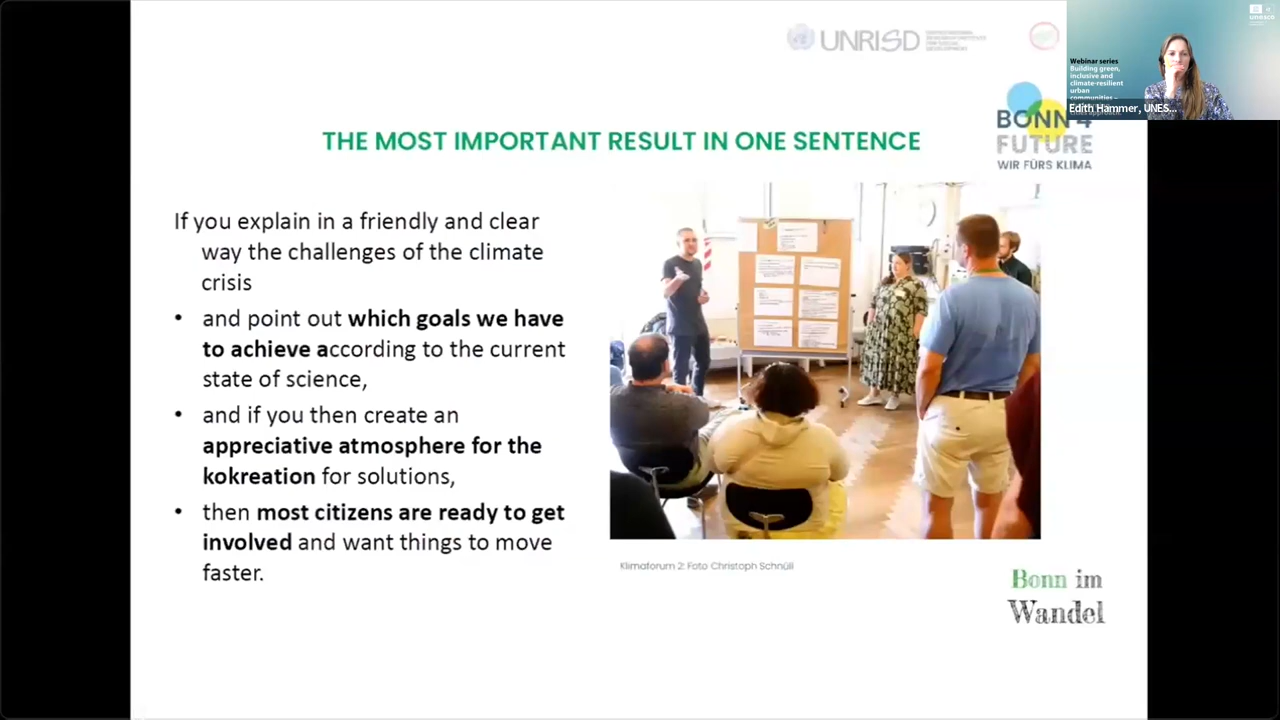 UNRISD
unesco
Webinar series
Building green,
inclusive and
climate-resilient
urban
communities –
Edith Hammer, UNES...
BONN 4
FUTURE
WIR FÜRS KLIMA
THE MOST IMPORTANT RESULT IN ONE SENTENCE
If you explain in a friendly and clear
way the challenges of the climate
crisis
• and point out which goals we have
to achieve according to the current
state of science,
• and if you then create an
appreciative atmosphere for the
kokreation for solutions,
• then most citizens are ready to get
involved and want things to move
faster.
Klimaforum 2: Foto Christoph Schnüll
Bonn im
Wandel